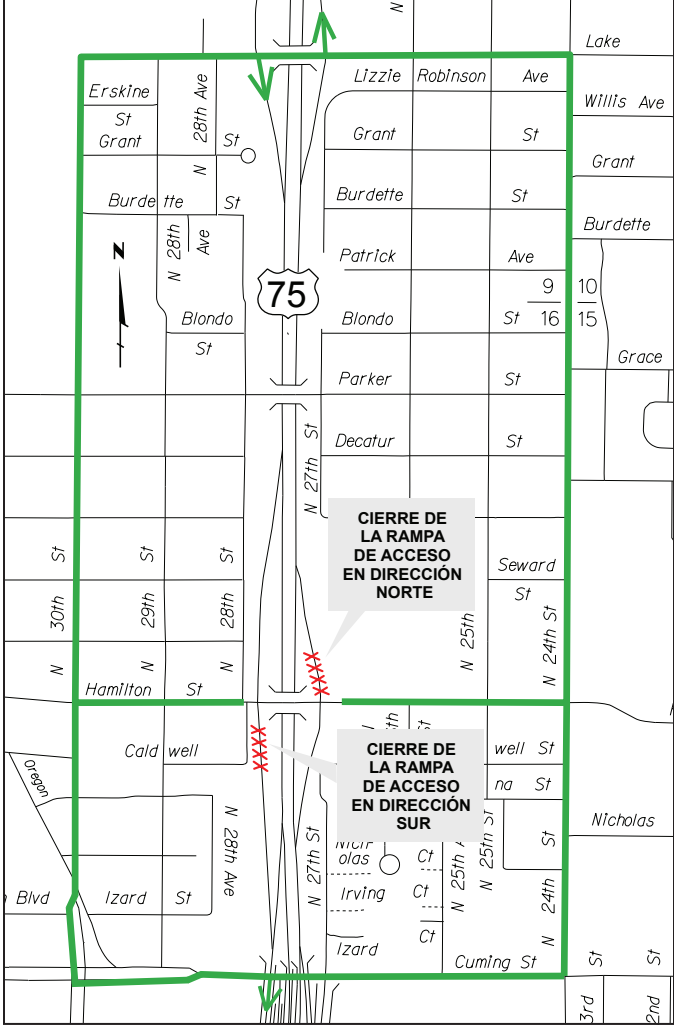 N
Lake
Erskine
St
28th Ave
N
Lizzie Robinson Ave
Willis Ave
Grant St
Grant St
Grant
Burdette St
Burdette St
Burdette
N 28th Ave
N
Patrick Ave
75
9 10
16 15
Blondo St
Blondo St
Grace
Parker St
N 27th St
Decatur St
CIERRE DE
LA RAMPA
DE ACCESO
EN DIRECCIÓN
NORTE
Seward
St
N 30th St
N 29th St
N 28th St
N 25th
N 24th St
Hamilton St
Cald well
well St
CIERRE DE
LA RAMPA
DE ACCESO
EN DIRECCIÓN
SUR
Oregon
na St
Nicholas
N 28th Ave
N 27th St
olas
Ct
N 25th A
N 25th St
N 24th St
Blvd
Izard St
Irving Ct
Izard Ct
Cuming St
3rd St
2nd St